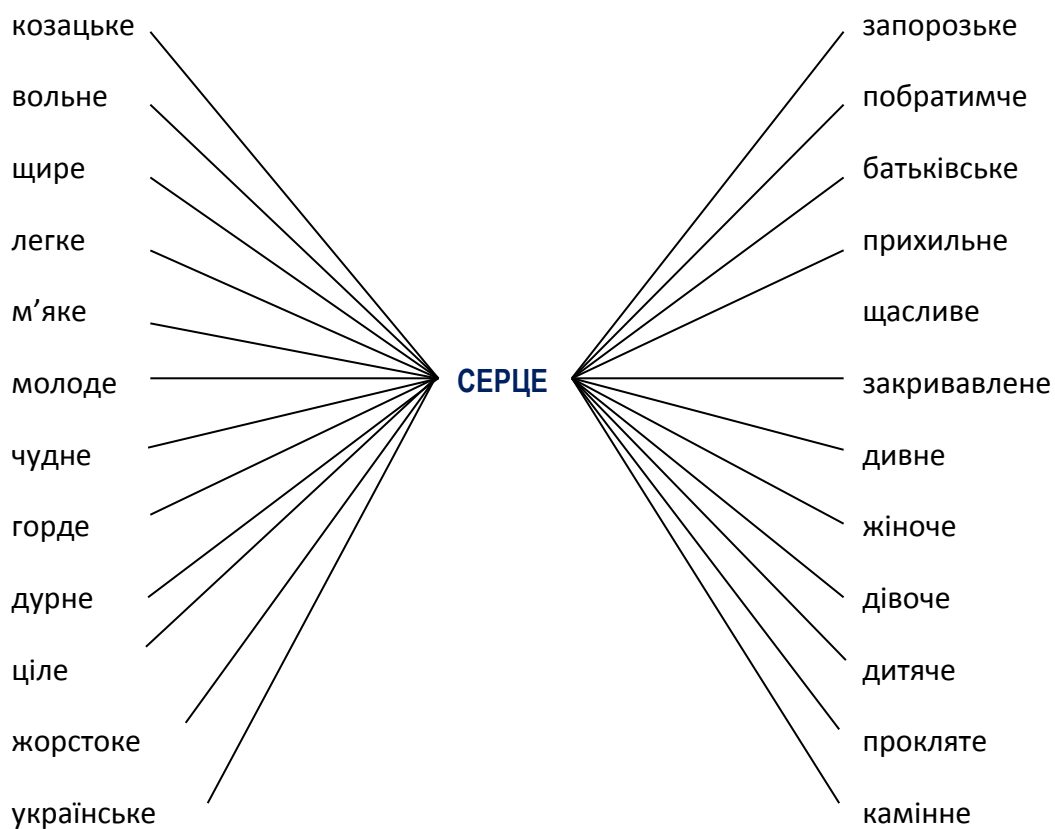 козацьке
запорозьке
вольне
побратимче
щире
батьківське
легке
прихильне
м’яке
щасливе
молоде
СЕРЦЕ
закривавлене
чудне
дивне
горде
жіноче
дурне
дівоче
ціле
дитяче
жорстоке
прокляте
українське
камінне